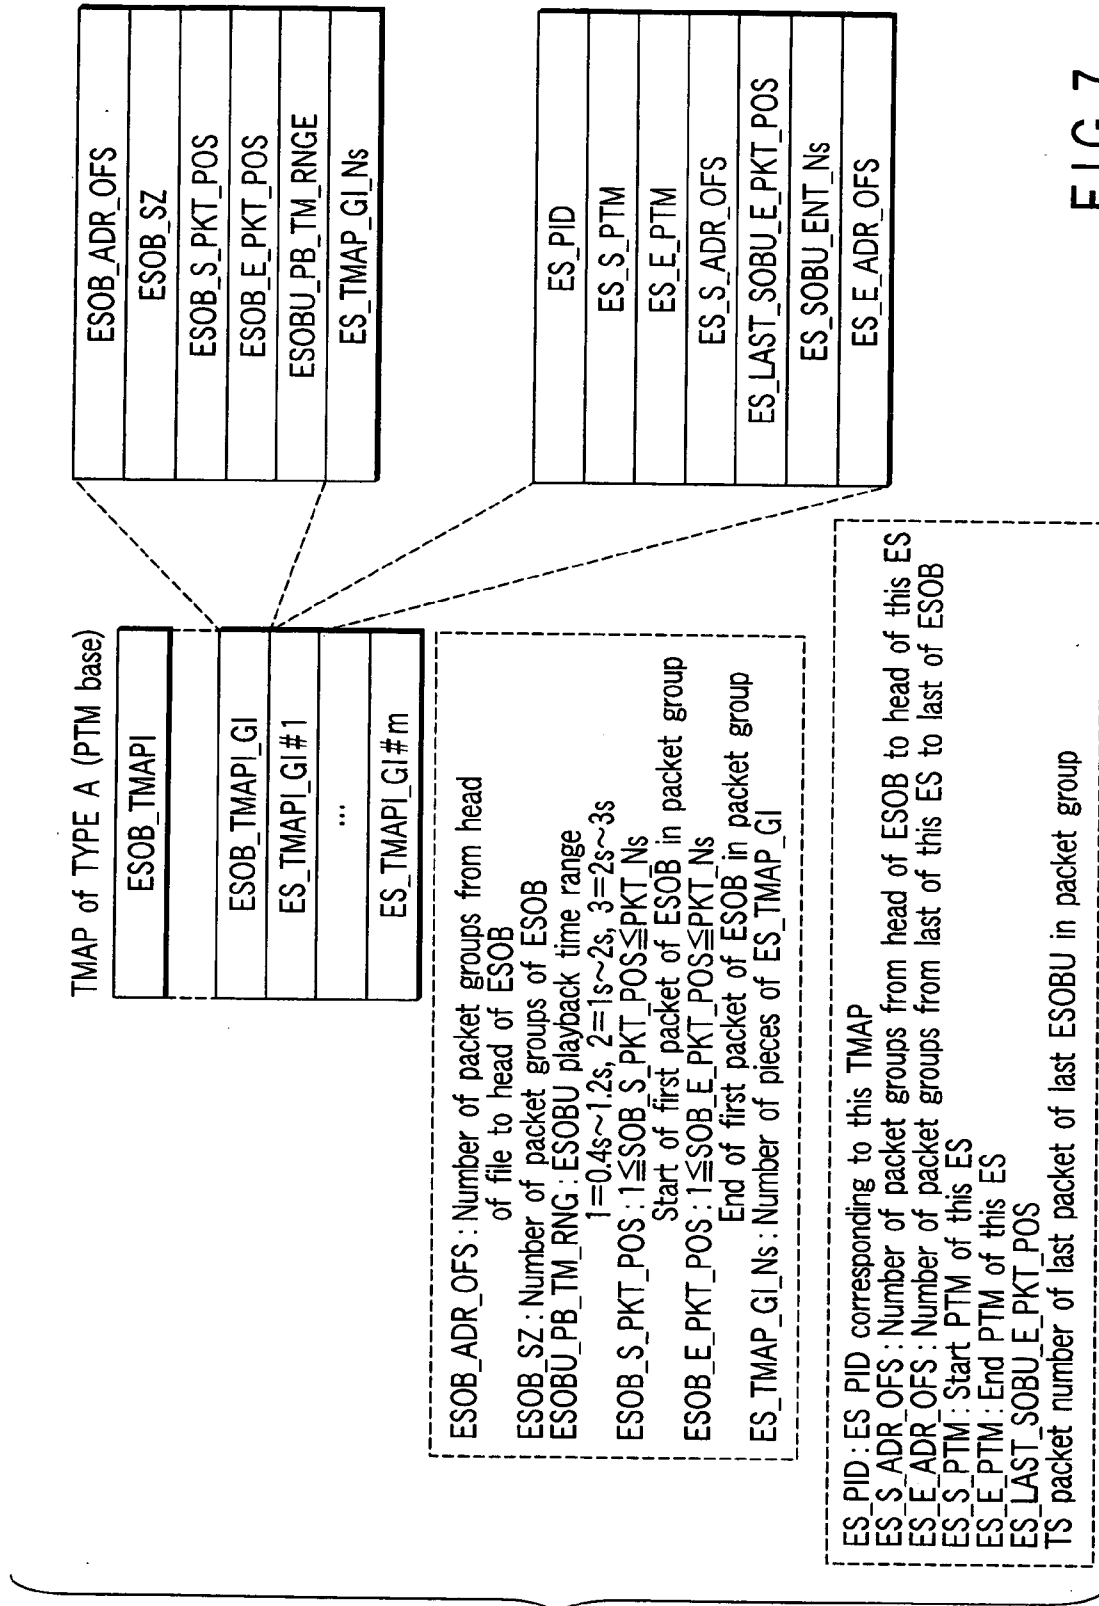 TMAP of TYPE A (PTM base)
ESOB_TMAPI
ESOB_TMAPI_GI
ES_TMAPI_GI#1
...
ES_TMAPI_GI#m
ESOB_ADR_OFS
ESOB_SZ
ESOB_S_PKT_POS
ESOB_E_PKT_POS
ESOBU_PB_TM_RNGE
ES_TMAP_GI_Ns
ES_PID
ES_S_PTM
ES_E_PTM
ES_S_ADR_OFS
ES_LAST_SOBU_E_PKT_POS
ES_SOBU_ENT_Ns
ES_E_ADR_OFS
ESOB_ADR_OFS : Number of packet groups from head
of file to head of ESOB
ESOB_SZ : Number of packet groups of ESOB
ESOBU_PB_TM_RNG : ESOBU playback time range
1=0.4s~1.2s, 2=1s~2s, 3=2s~3s
ESOB_S_PKT_POS : 1≦SOB_S_PKT_POS≦PKT_Ns
Start of first packet of ESOB in packet group
ESOB_E_PKT_POS : 1≦SOB_E_PKT_POS≦PKT_Ns
End of first packet of ESOB in packet group
ES_TMAP_GI_Ns : Number of pieces of ES_TMAP_GI
ES_PID : ES PID corresponding to this TMAP
ES_S_ADR_OFS : Number of packet groups from head of ESOB to head of this ES
ES_E_ADR_OFS : Number of packet groups from last of this ES to last of ESOB
ES_S_PTM : Start PTM of this ES
ES_E_PTM : End PTM of this ES
ES_LAST_SOBU_E_PKT_POS
TS packet number of last packet of last ESOBU in packet group
FIG. 7